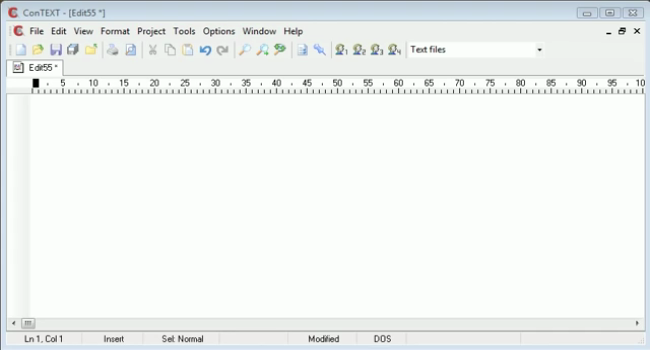 ConTEXT - [Edit55 *]
File Edit View Format Project Tools Options Window Help
1 2 3 4 Text files
Edit55 *
5 10 15 20 25 30 35 40 45 50 55 60 65 70 75 80 85 90 95 100
Ln 1, Col 1 Insert Sel: Normal Modified DOS